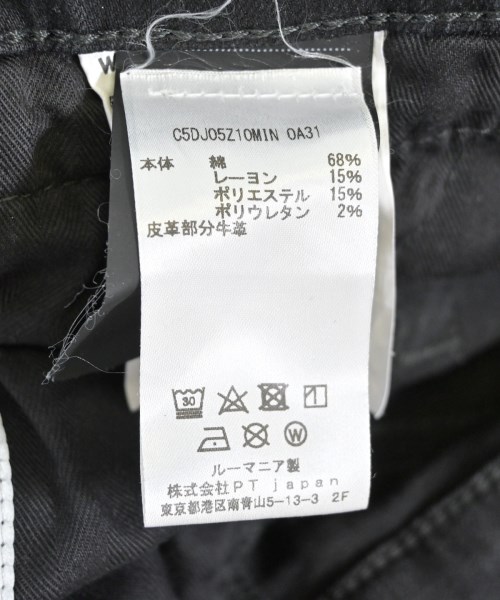 W
C5DJ05Z10MIN 0A31
本体 綿 68%
レーヨン 15%
ポリエステル 15%
ポリウレタン 2%
皮革部分牛革
30
W
ルーマニア製
株式会社PT japan
東京都港区南青山5-13-3 2F